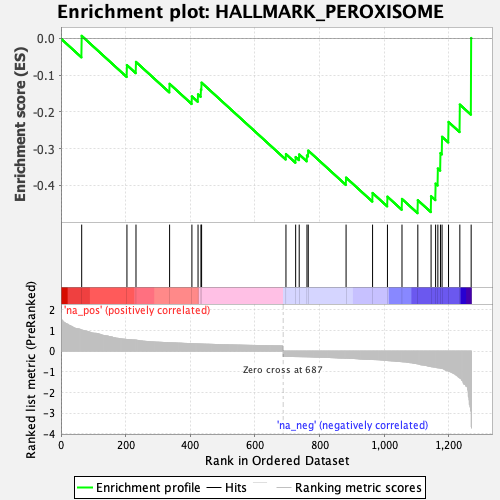 Enrichment plot: HALLMARK_PEROXISOME
Enrichment score (ES)
0.0
-0.1
-0.2
-0.3
-0.4
'na_pos' (positively correlated)
Ranked list metric (PreRanked)
2
1
0
-1
-2
-3
-4
Zero cross at 687
'na_neg' (negatively correlated)
0 200 400 600 800 1,000 1,200
Rank in Ordered Dataset
Enrichment profile Hits Ranking metric scores